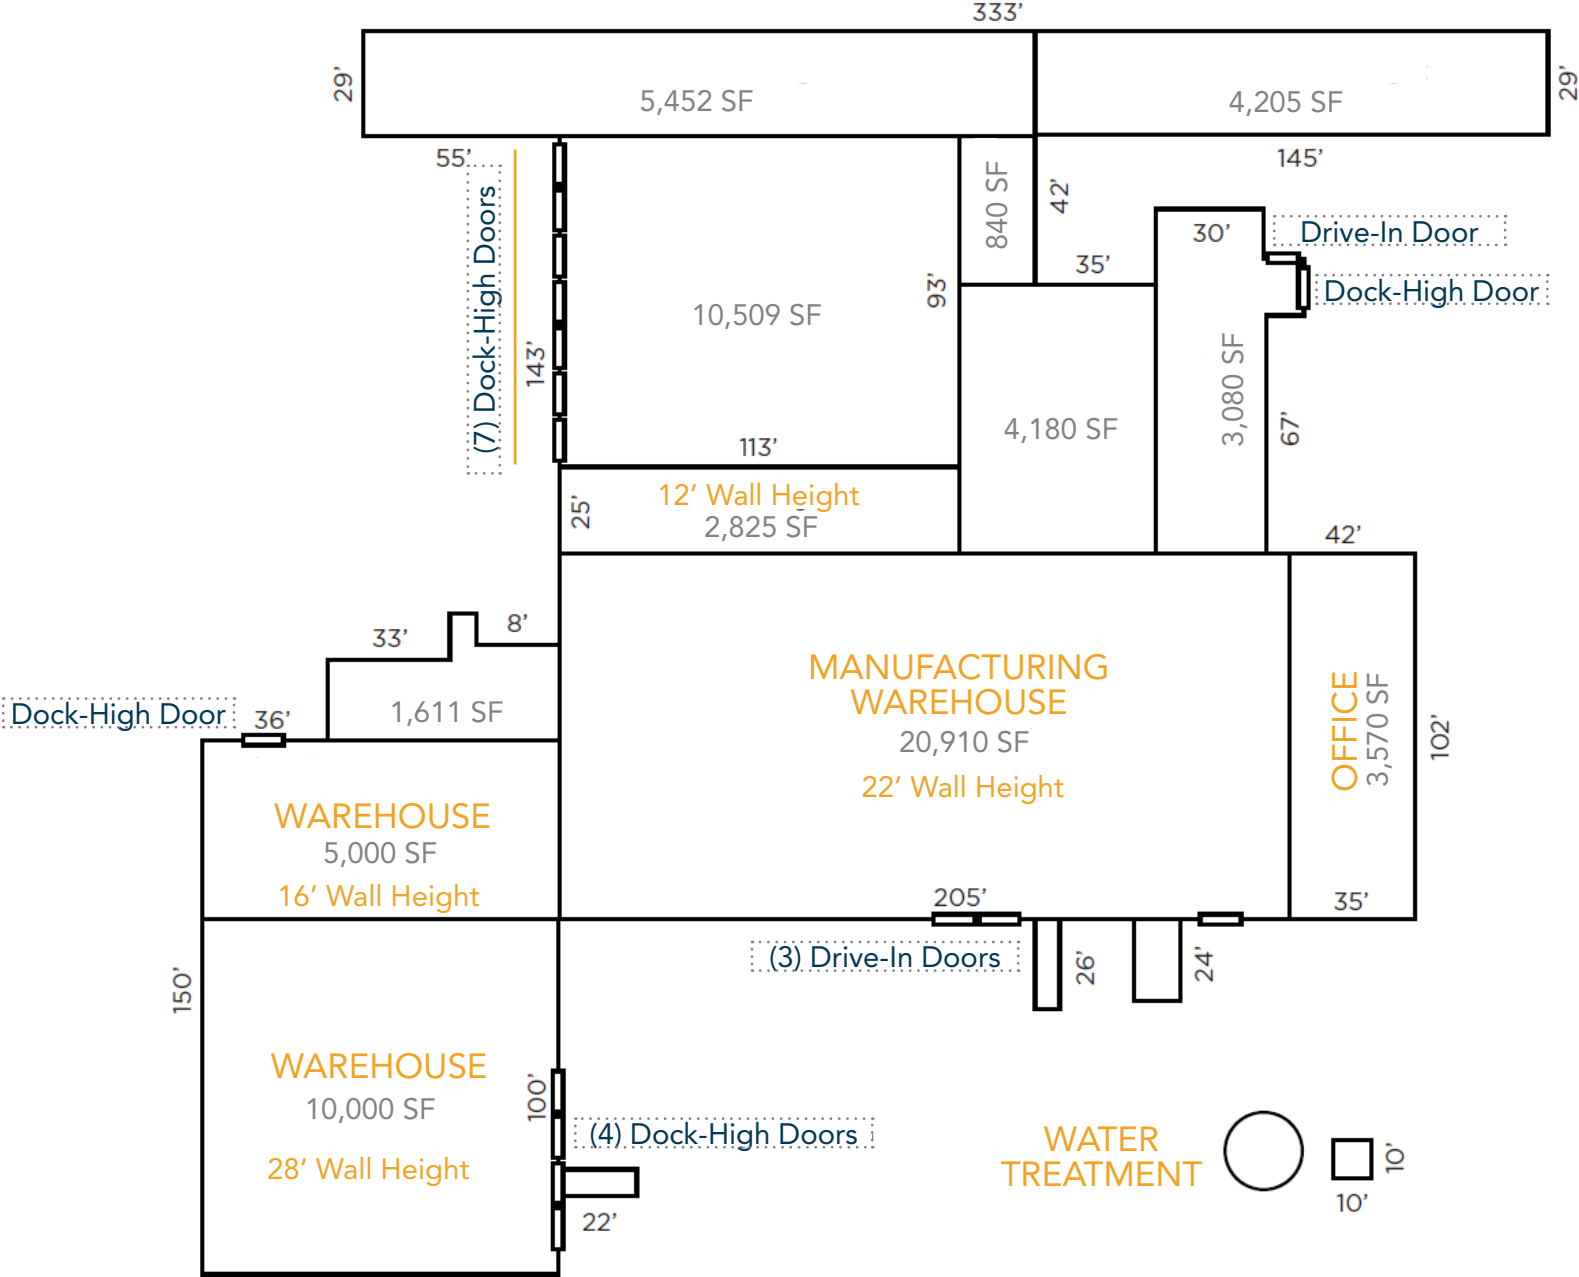 333’
29’
5,452 SF
4,205 SF
29’
55’
145’
(7) Dock-High Doors
143’
10,509 SF
93’
840 SF
42’
35’
30’
Drive-In Door
Dock-High Door
3,080 SF
67’
4,180 SF
113’
25’
12’ Wall Height
2,825 SF
42’
33’
8’
1,611 SF
Dock-High Door
36’
MANUFACTURING
WAREHOUSE
20,910 SF
22’ Wall Height
OFFICE
3,570 SF
102’
WAREHOUSE
5,000 SF
16’ Wall Height
205’
35’
(3) Drive-In Doors
26’
24’
150’
WAREHOUSE
10,000 SF
28’ Wall Height
100’
(4) Dock-High Doors
22’
WATER
TREATMENT
10’
10’